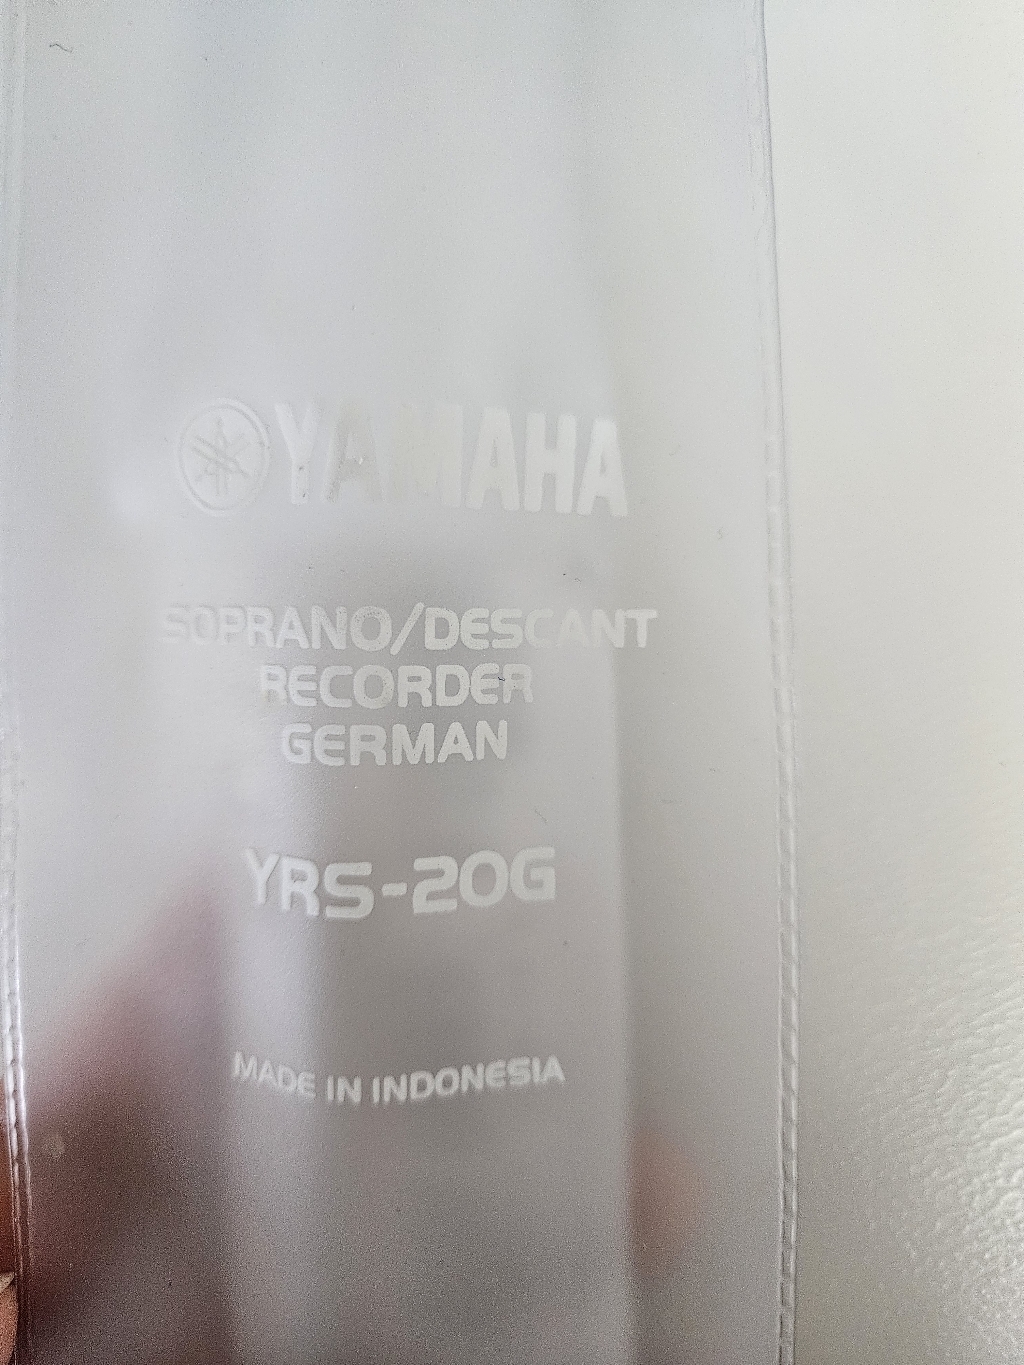 YAMAHA
SOPRANO/DESCANT
RECORDER
GERMAN
YRS-20G
MADE IN INDONESIA